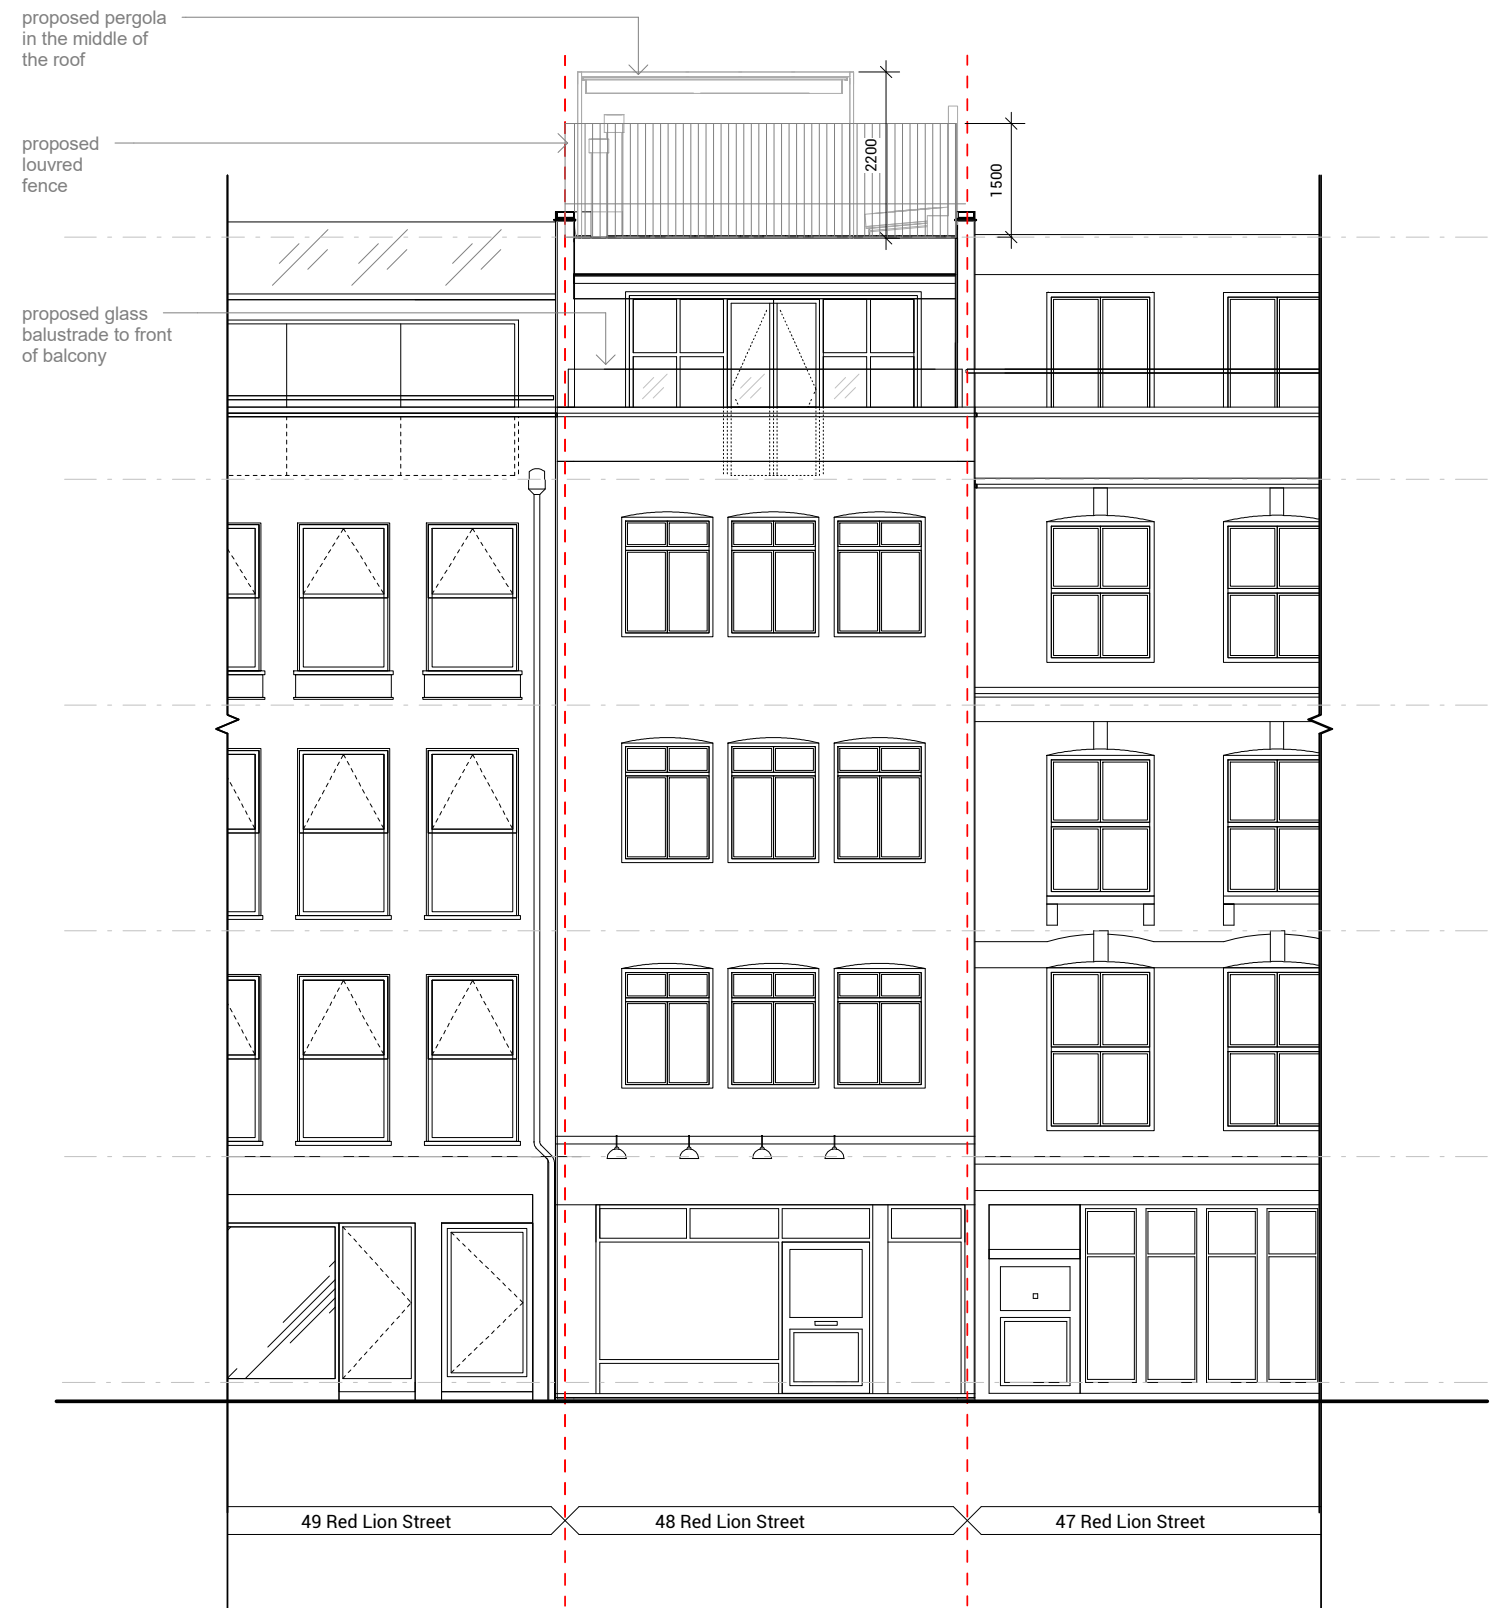 proposed pergola
in the middle of
the roof
proposed
louvred
fence
2200
1500
proposed glass
balustrade to front
of balcony
49 Red Lion Street
48 Red Lion Street
47 Red Lion Street